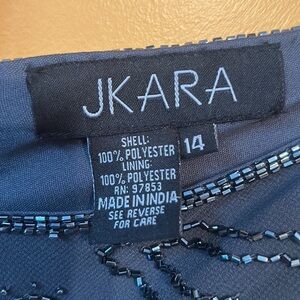 JKARA
14
SHELL:
100% POLYESTER
LINING:
100% POLYESTER
RN: 97853
MADE IN INDIA
SEE REVERSE
FOR CARE